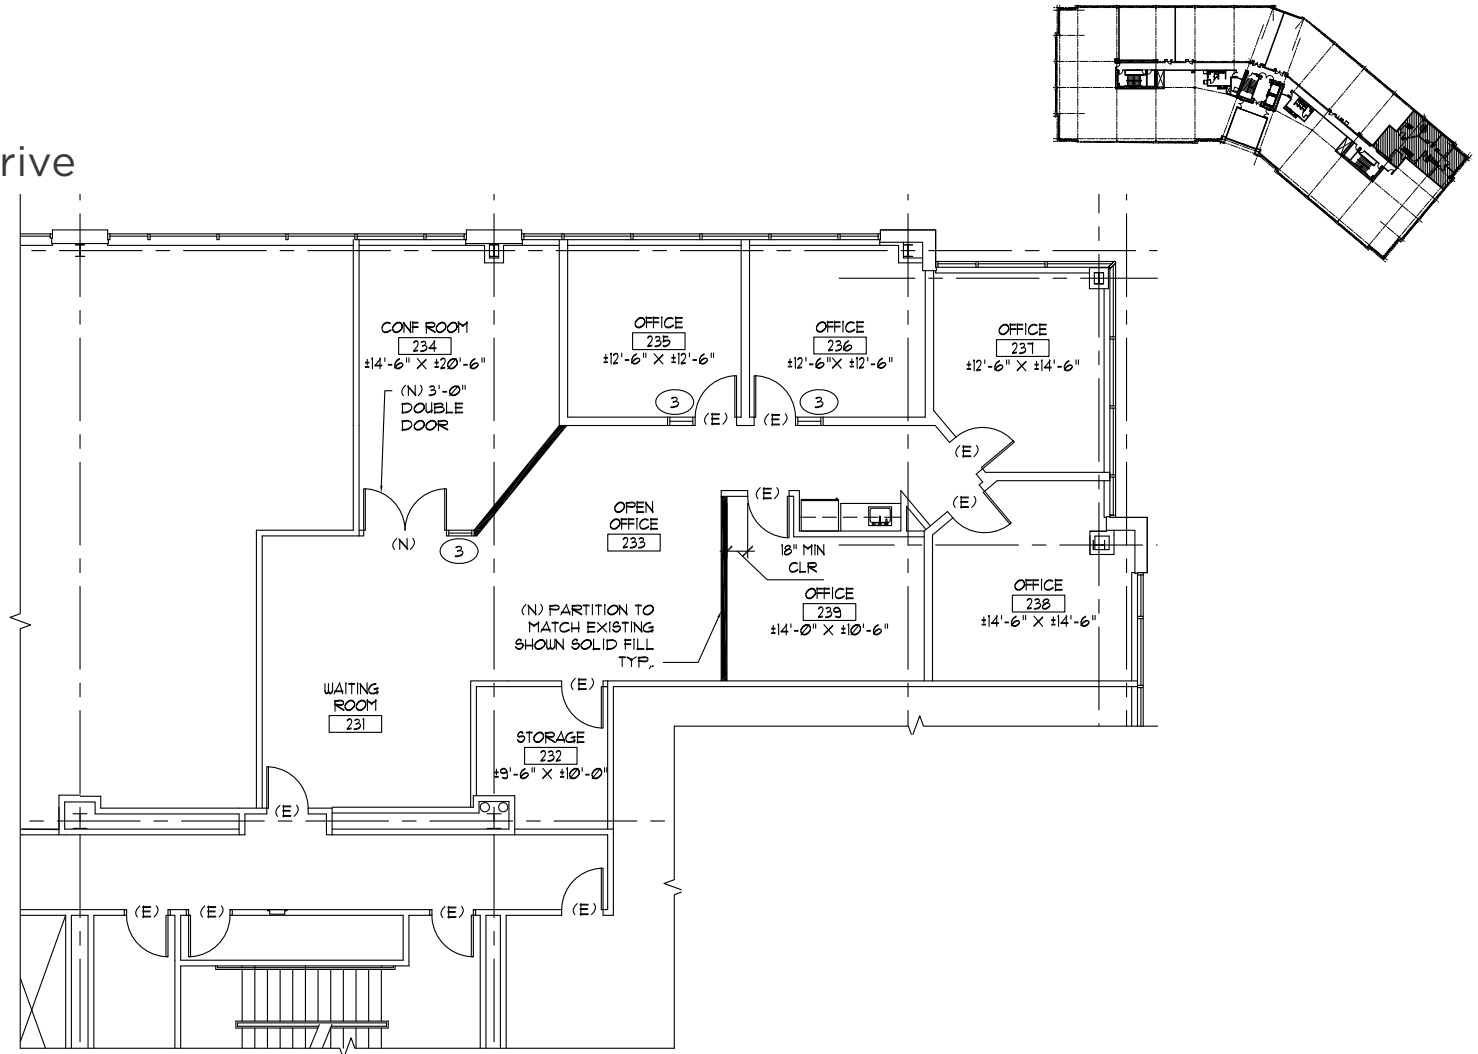 rive
CONF ROOM
234
±14'-6" X ±20'-6"
(N) 3'-0"
DOUBLE
DOOR
OFFICE
235
±12'-6" X ±12'-6"
OFFICE
236
±12'-6"X ±12'-6"
OFFICE
237
±12'-6" X ±14'-6"
3
3
(E)
(E)
(E)
(E)
(E)
OPEN
OFFICE
233
(N)
3
18" MIN
CLR
OFFICE
239
±14'-0" X ±10'-6"
OFFICE
238
±14'-6" X ±14'-6"
(N) PARTITION TO
MATCH EXISTING
SHOWN SOLID FILL
TYP.
WAITING
ROOM
231
(E)
STORAGE
232
±9'-6" X ±10'-0"
(E)
(E)
(E)
(E)
(E)